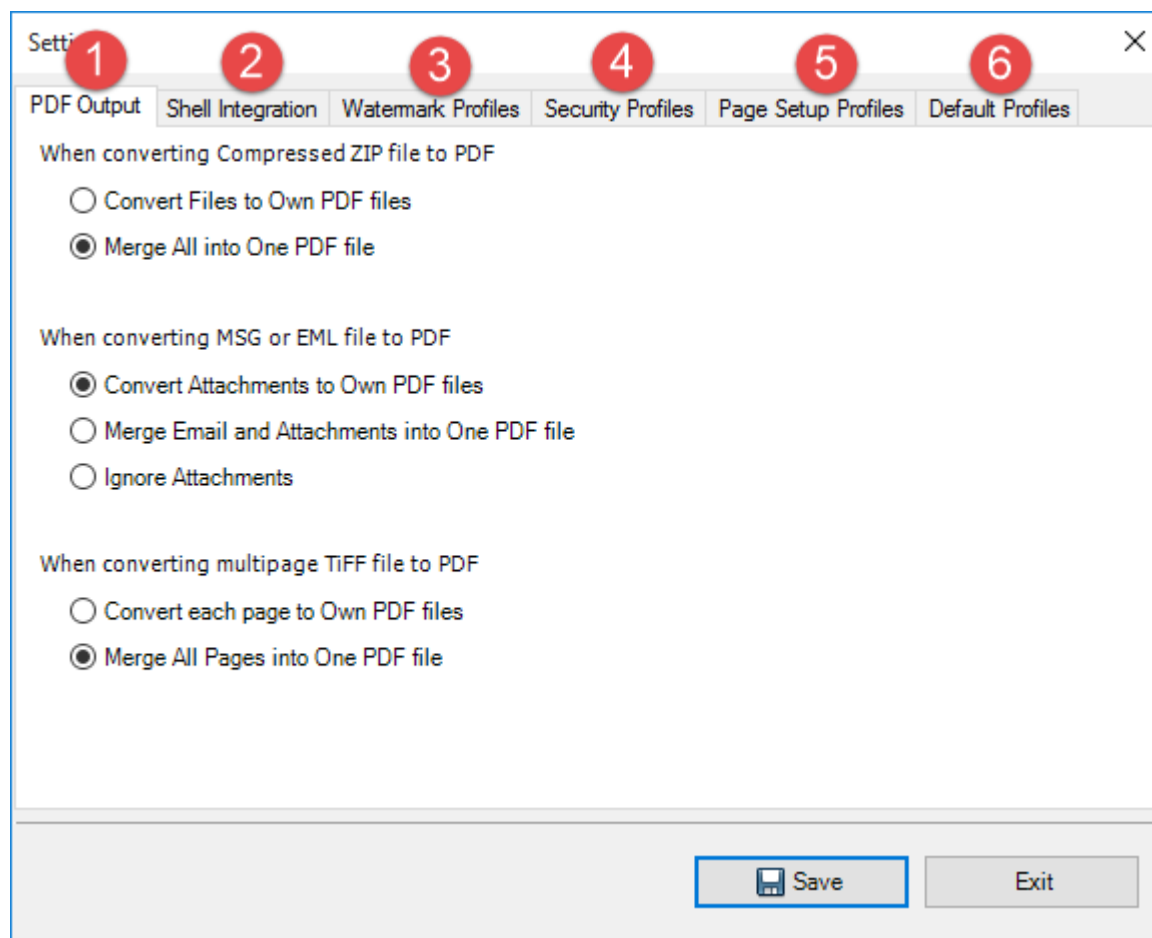 Setti
1 2 3 4 5 6
PDF Output Shell Integration Watermark Profiles Security Profiles Page Setup Profiles Default Profiles
When converting Compressed ZIP file to PDF
Convert Files to Own PDF files
Merge All into One PDF file
When converting MSG or EML file to PDF
Convert Attachments to Own PDF files
Merge Email and Attachments into One PDF file
Ignore Attachments
When converting multipage TiFF file to PDF
Convert each page to Own PDF files
Merge All Pages into One PDF file
Save Exit